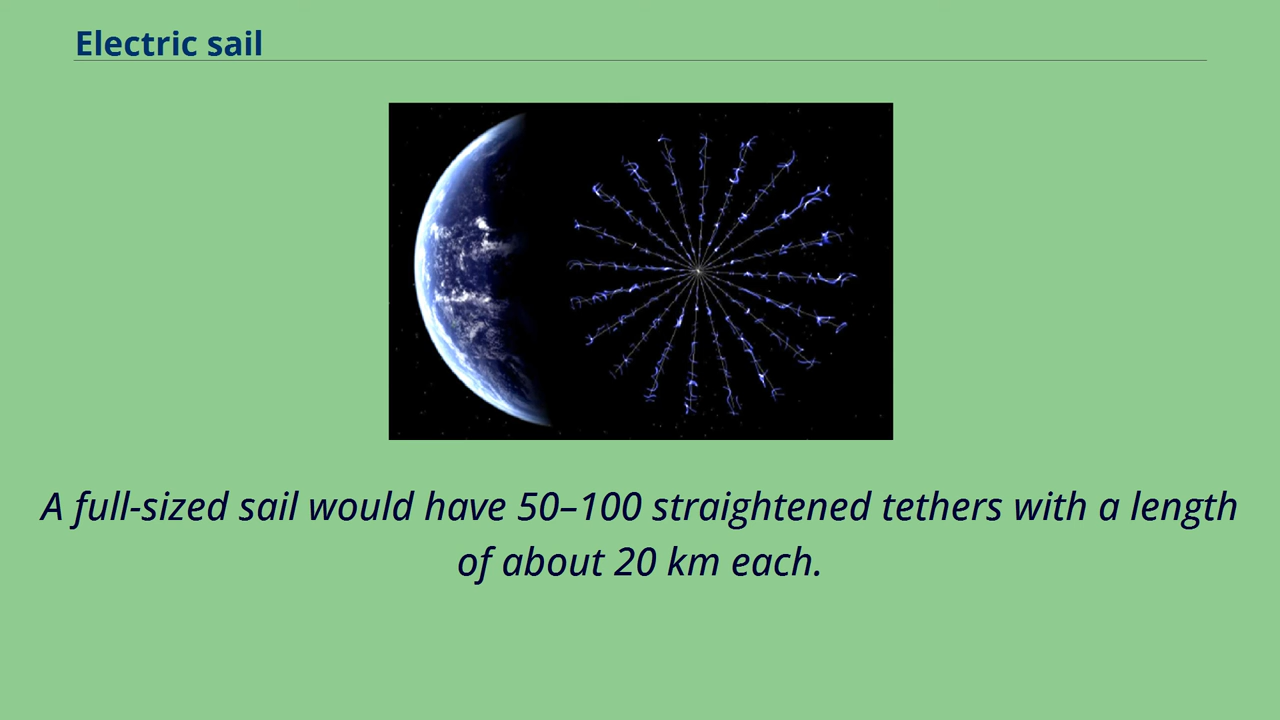 Electric sail
A full-sized sail would have 50–100 straightened tethers with a length
of about 20 km each.